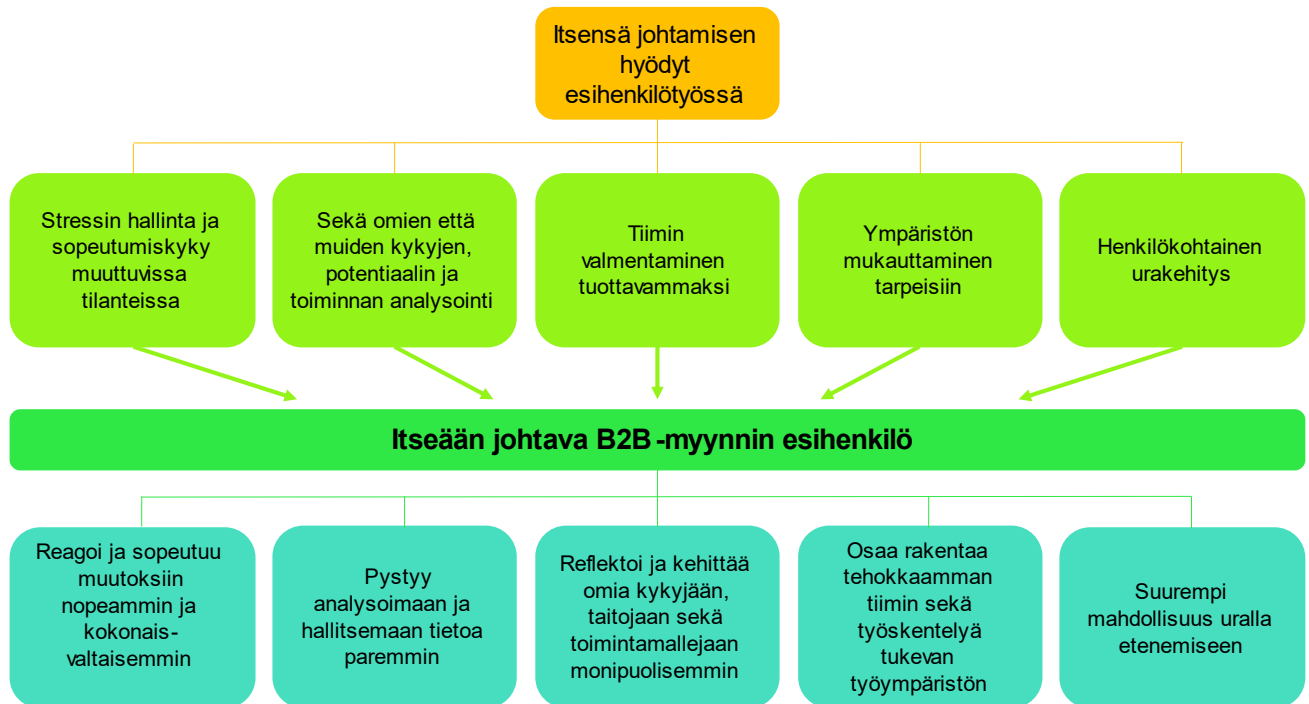 Itsensä johtamisen
hyödyt
esihenkilötyössä
Stressin hallinta ja
sopeutumiskyky
muuttuvissa
tilanteissa
Sekä omien että
muiden kykyjen,
potentiaalin ja
toiminnan analysointi
Tiimin
valmentaminen
tuottavammaksi
Ympäristön
mukauttaminen
tarpeisiin
Henkilökohtainen
urakehitys
Itseään johtava B2B-myynnin esihenkilö
Reagoi ja sopeutuu
muutoksiin
nopeammin ja
kokonais-
valtaisemmin
Pystyy
analysoimaan ja
hallitsemaan tietoa
paremmin
Reflektoi ja kehittää
omia kykyjään,
taitojaan sekä
toimintamallejaan
monipuolisemmin
Osaa rakentaa
tehokkaamman
tiimin sekä
työskentelyä
tukevan
työympäristön
Suurempi
mahdollisuus uralla
etenemiseen